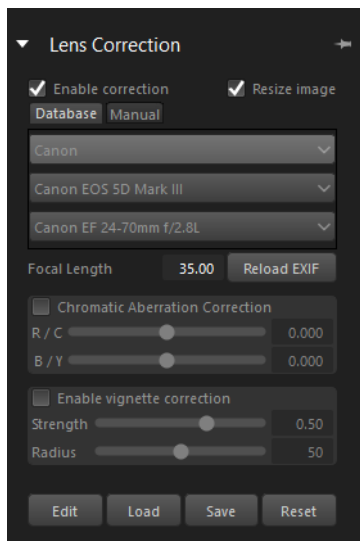 Lens Correction
Enable correction Resize image
Database Manual
Canon
Canon EOS 5D Mark III
Canon EF 24-70mm f/2.8L
Focal Length 35.00 Reload EXIF
Chromatic Aberration Correction
R / C 0.000
B / Y 0.000
Enable vignette correction
Strength 0.50
Radius 50
Edit Load Save Reset